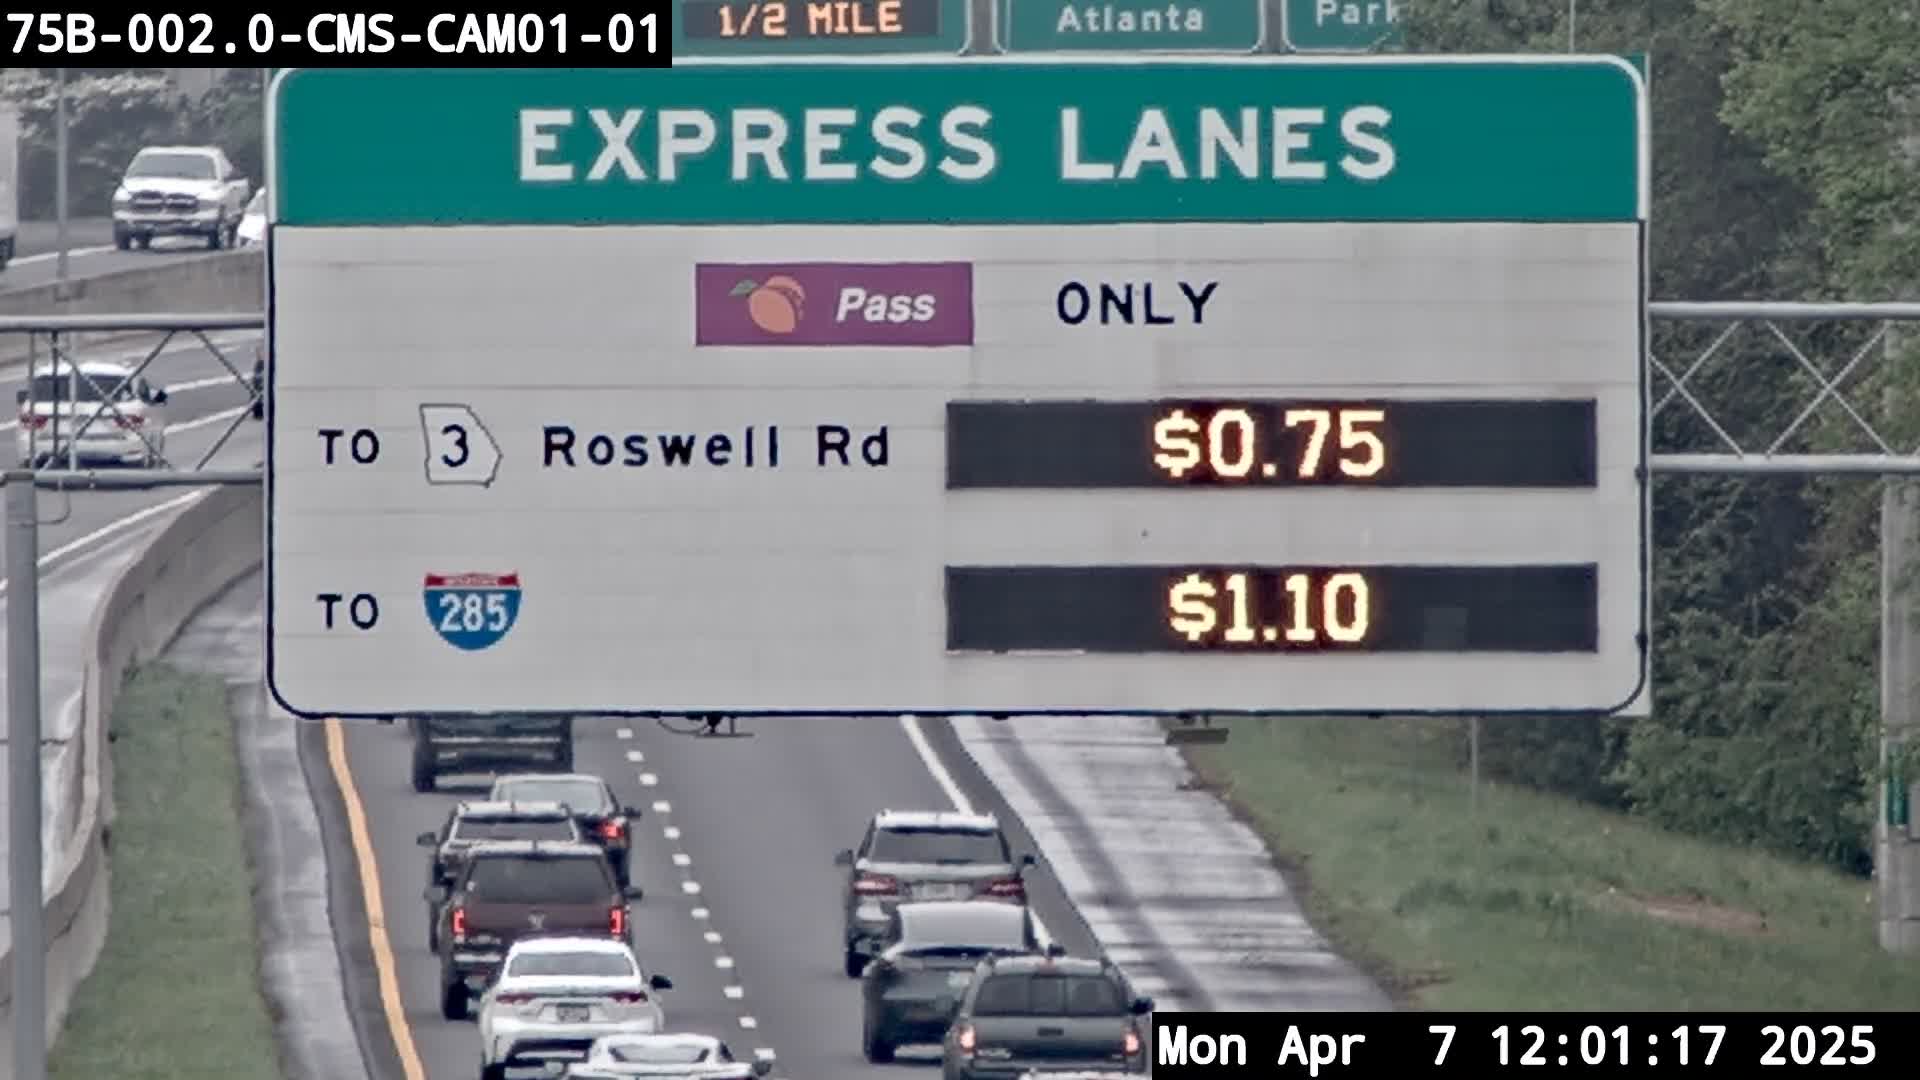 75B-002.0-CMS-CAM01-01
1/2 MILE
Atlanta
Park
EXPRESS LANES
Pass ONLY
TO 3 Roswell Rd $0.75
TO 285 $1.10
Mon Apr 7 12:01:17 2025